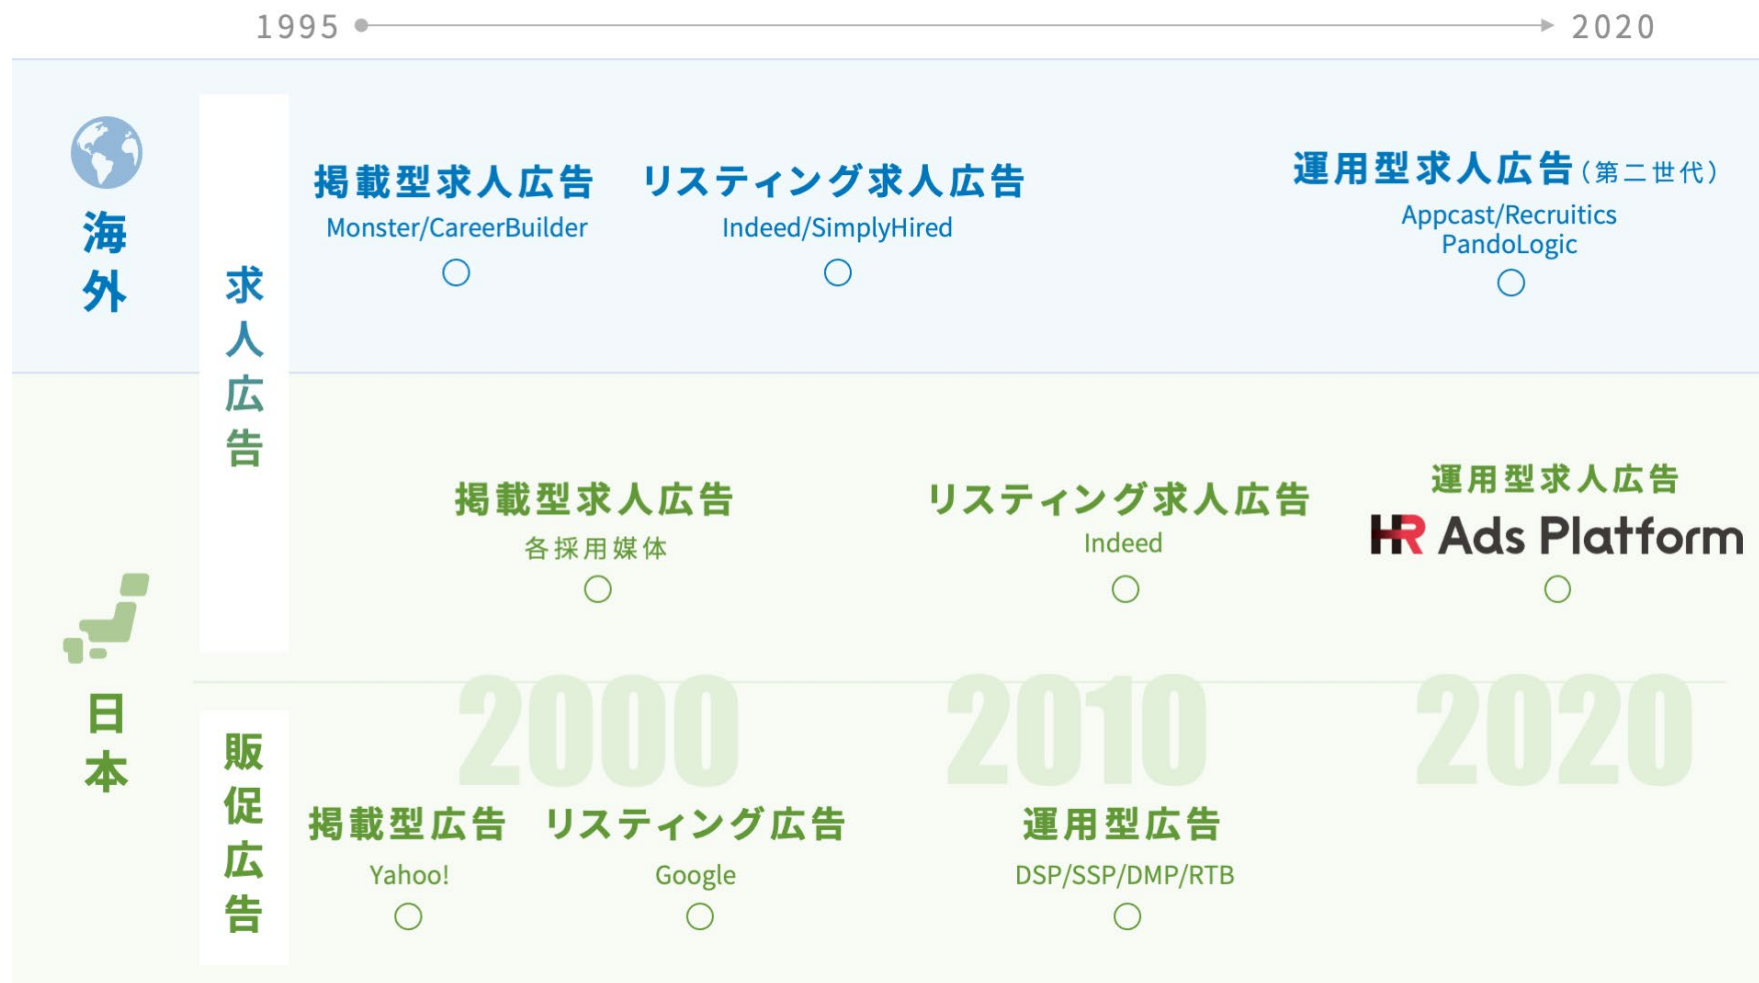 1995
2020
海外
求人広告
掲載型求人広告
Monster/CareerBuilder
リスティング求人広告
Indeed/SimplyHired
運用型求人広告（第二世代）
Appcast/Recruitics
PandoLogic
日本
掲載型求人広告
各採用媒体
リスティング求人広告
Indeed
運用型求人広告
HR Ads Platform
2000
2010
2020
販促広告
掲載型広告
Yahoo!
リスティング広告
Google
運用型広告
DSP/SSP/DMP/RTB